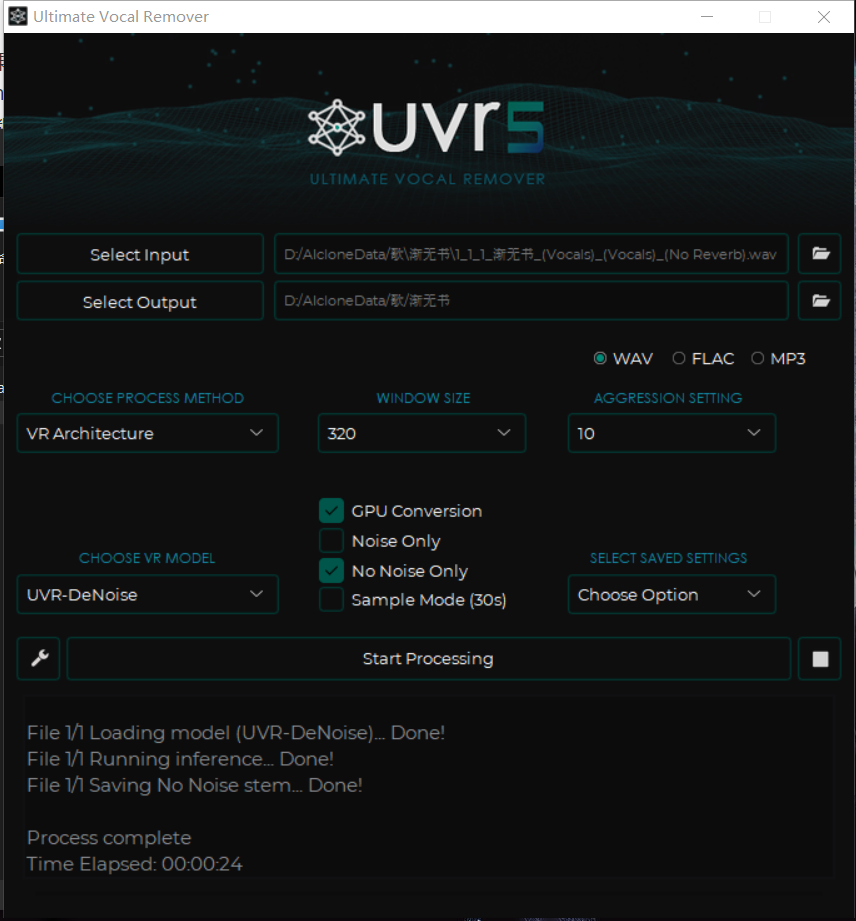 Ultimate Vocal Remover
uvr5
ULTIMATE VOCAL REMOVER
Select Input
D:/AIcloneData/歌\渐无书\1_1_1_渐无书_(Vocals)_(Vocals)_(No Reverb).wav
Select Output
D:/AIcloneData/歌/渐无书
WAV FLAC MP3
CHOOSE PROCESS METHOD WINDOW SIZE AGGRESSION SETTING
VR Architecture 320 10
GPU Conversion
Noise Only
CHOOSE VR MODEL SELECT SAVED SETTINGS
No Noise Only
UVR-DeNoise Choose Option
Sample Mode (30s)
Start Processing
File 1/1 Loading model (UVR-DeNoise)... Done!
File 1/1 Running inference... Done!
File 1/1 Saving No Noise stem... Done!
Process complete
Time Elapsed: 00:00:24